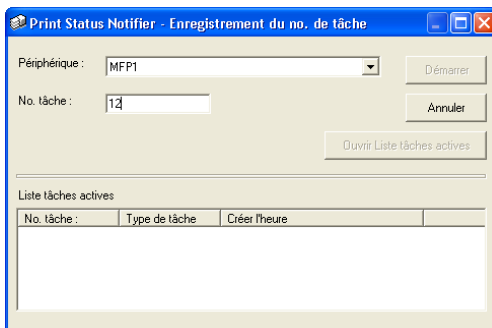 Print Status Notifier - Enregistrement du no. de tâche
Périphérique :
MFP1
Démarrer
No. tâche :
12
Annuler
Ouvrir Liste tâches actives
Liste tâches actives
No. tâche : Type de tâche Créer l'heure